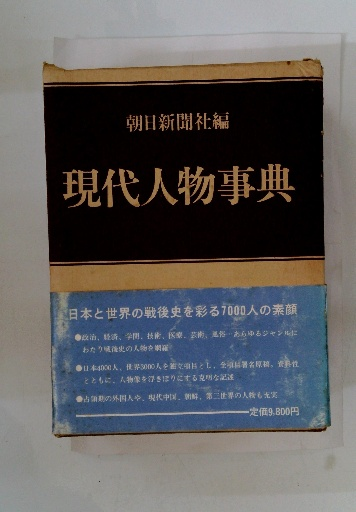 朝日新聞社編
現代人物事典
日本と世界の戦後史を彩る7000人の素顔
●政治、経済、学問、技術、医療、芸術、風俗…あらゆるジャンルに
わたり戦後史の人物を網羅
●日本4000人、世界3000人を独立項目とし、全項目署名原稿、資料性
とともに、人物像を浮きぼりにする克明な記述
●占領期の外国人や、現代中国、朝鮮、第三世界の人物も充実
定価9,800円